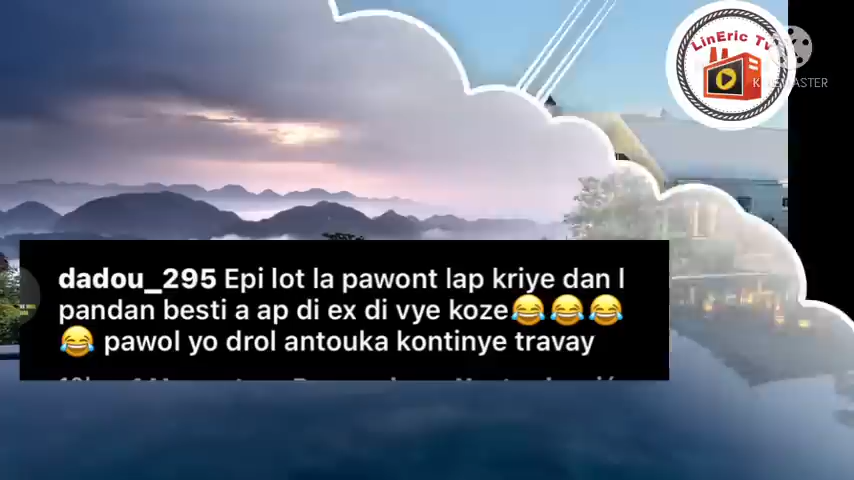 LinEric Tv
KINEMASTER
dadou_295 Epi lot la pawont lap kriye dan l
pandan besti a ap di ex di vye koze😂😂😂
😂 pawol yo drol antouka kontinye travay